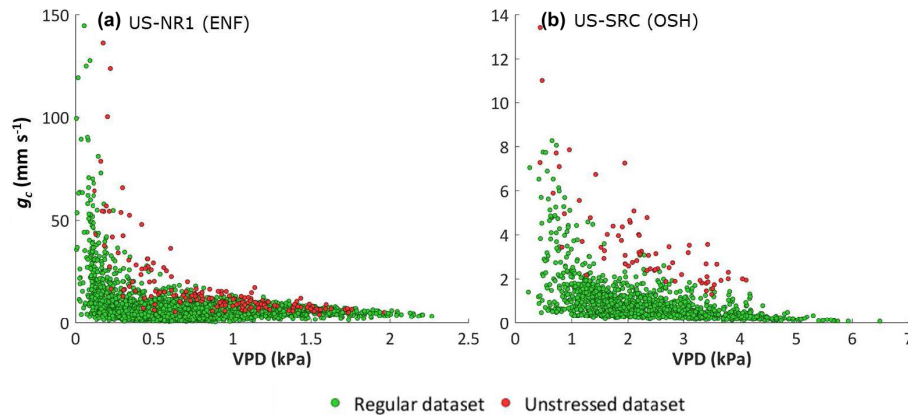 (a) US-NR1 (ENF)
(b) US-SRC (OSH)
150
100
50
0
g_c (mm s⁻¹)
0 0.5 1 1.5 2 2.5
VPD (kPa)
14
12
10
8
6
4
2
0
0 1 2 3 4 5 6 7
VPD (kPa)
Regular dataset Unstressed dataset